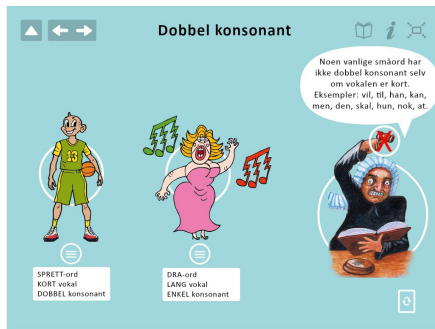 Dobbel konsonant
Noen vanlige småord har
ikke dobbel konsonant selv
om vokalen er kort.
Eksempler: vil, til, han, kan,
men, den, skal, hun, nok, at.
13
SPRETT-ord
KORT vokal
DOBBEL konsonant
DRA-ord
LANG vokal
ENKEL konsonant